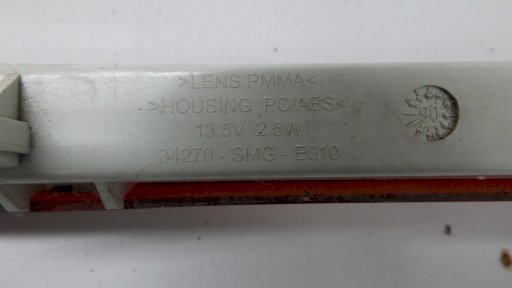 >LENS PMMA<
>HOUSING PC/ABS<
13.5V 2.5W
34270 - SMG - E010